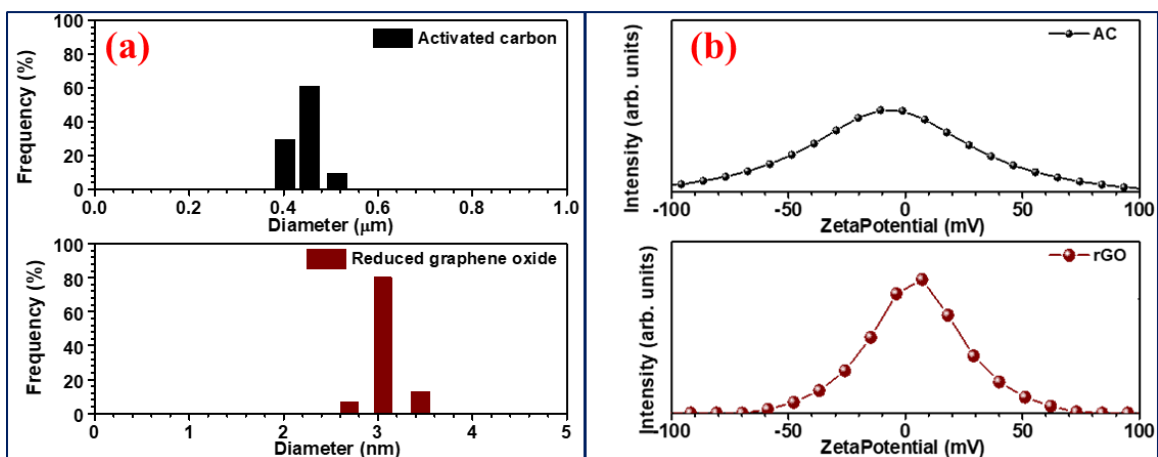 (a)
Activated carbon
Frequency (%)
100
80
60
40
20
0
0.0 0.2 0.4 0.6 0.8 1.0
Diameter (μm)
Reduced graphene oxide
Frequency (%)
100
80
60
40
20
0
0 1 2 3 4 5
Diameter (nm)
(b)
AC
Intensity (arb. units)
-100 -50 0 50 100
ZetaPotential (mV)
rGO
Intensity (arb. units)
-100 -50 0 50 100
ZetaPotential (mV)